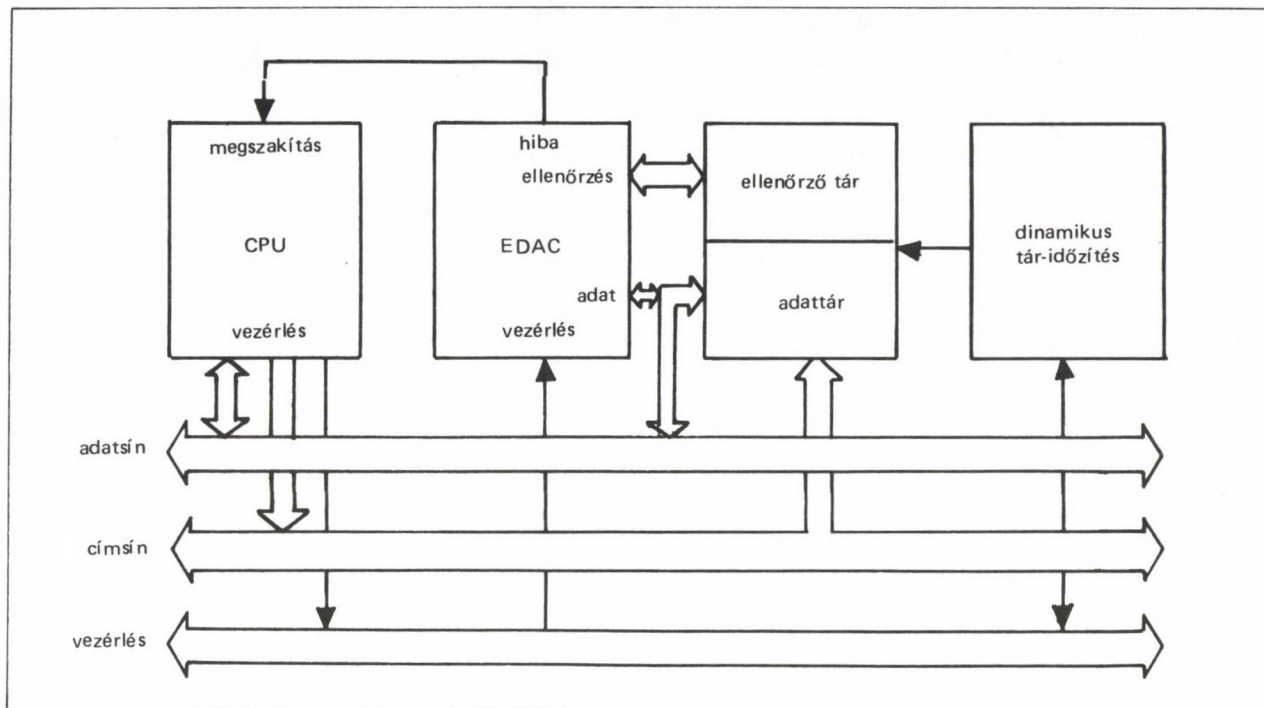 megszakítás
CPU
vezérlés
hiba
ellenőrzés
EDAC
adat
vezérlés
ellenőrző tár
adattár
dinamikus
tár-időzítés
adatsín
címsín
vezérlés